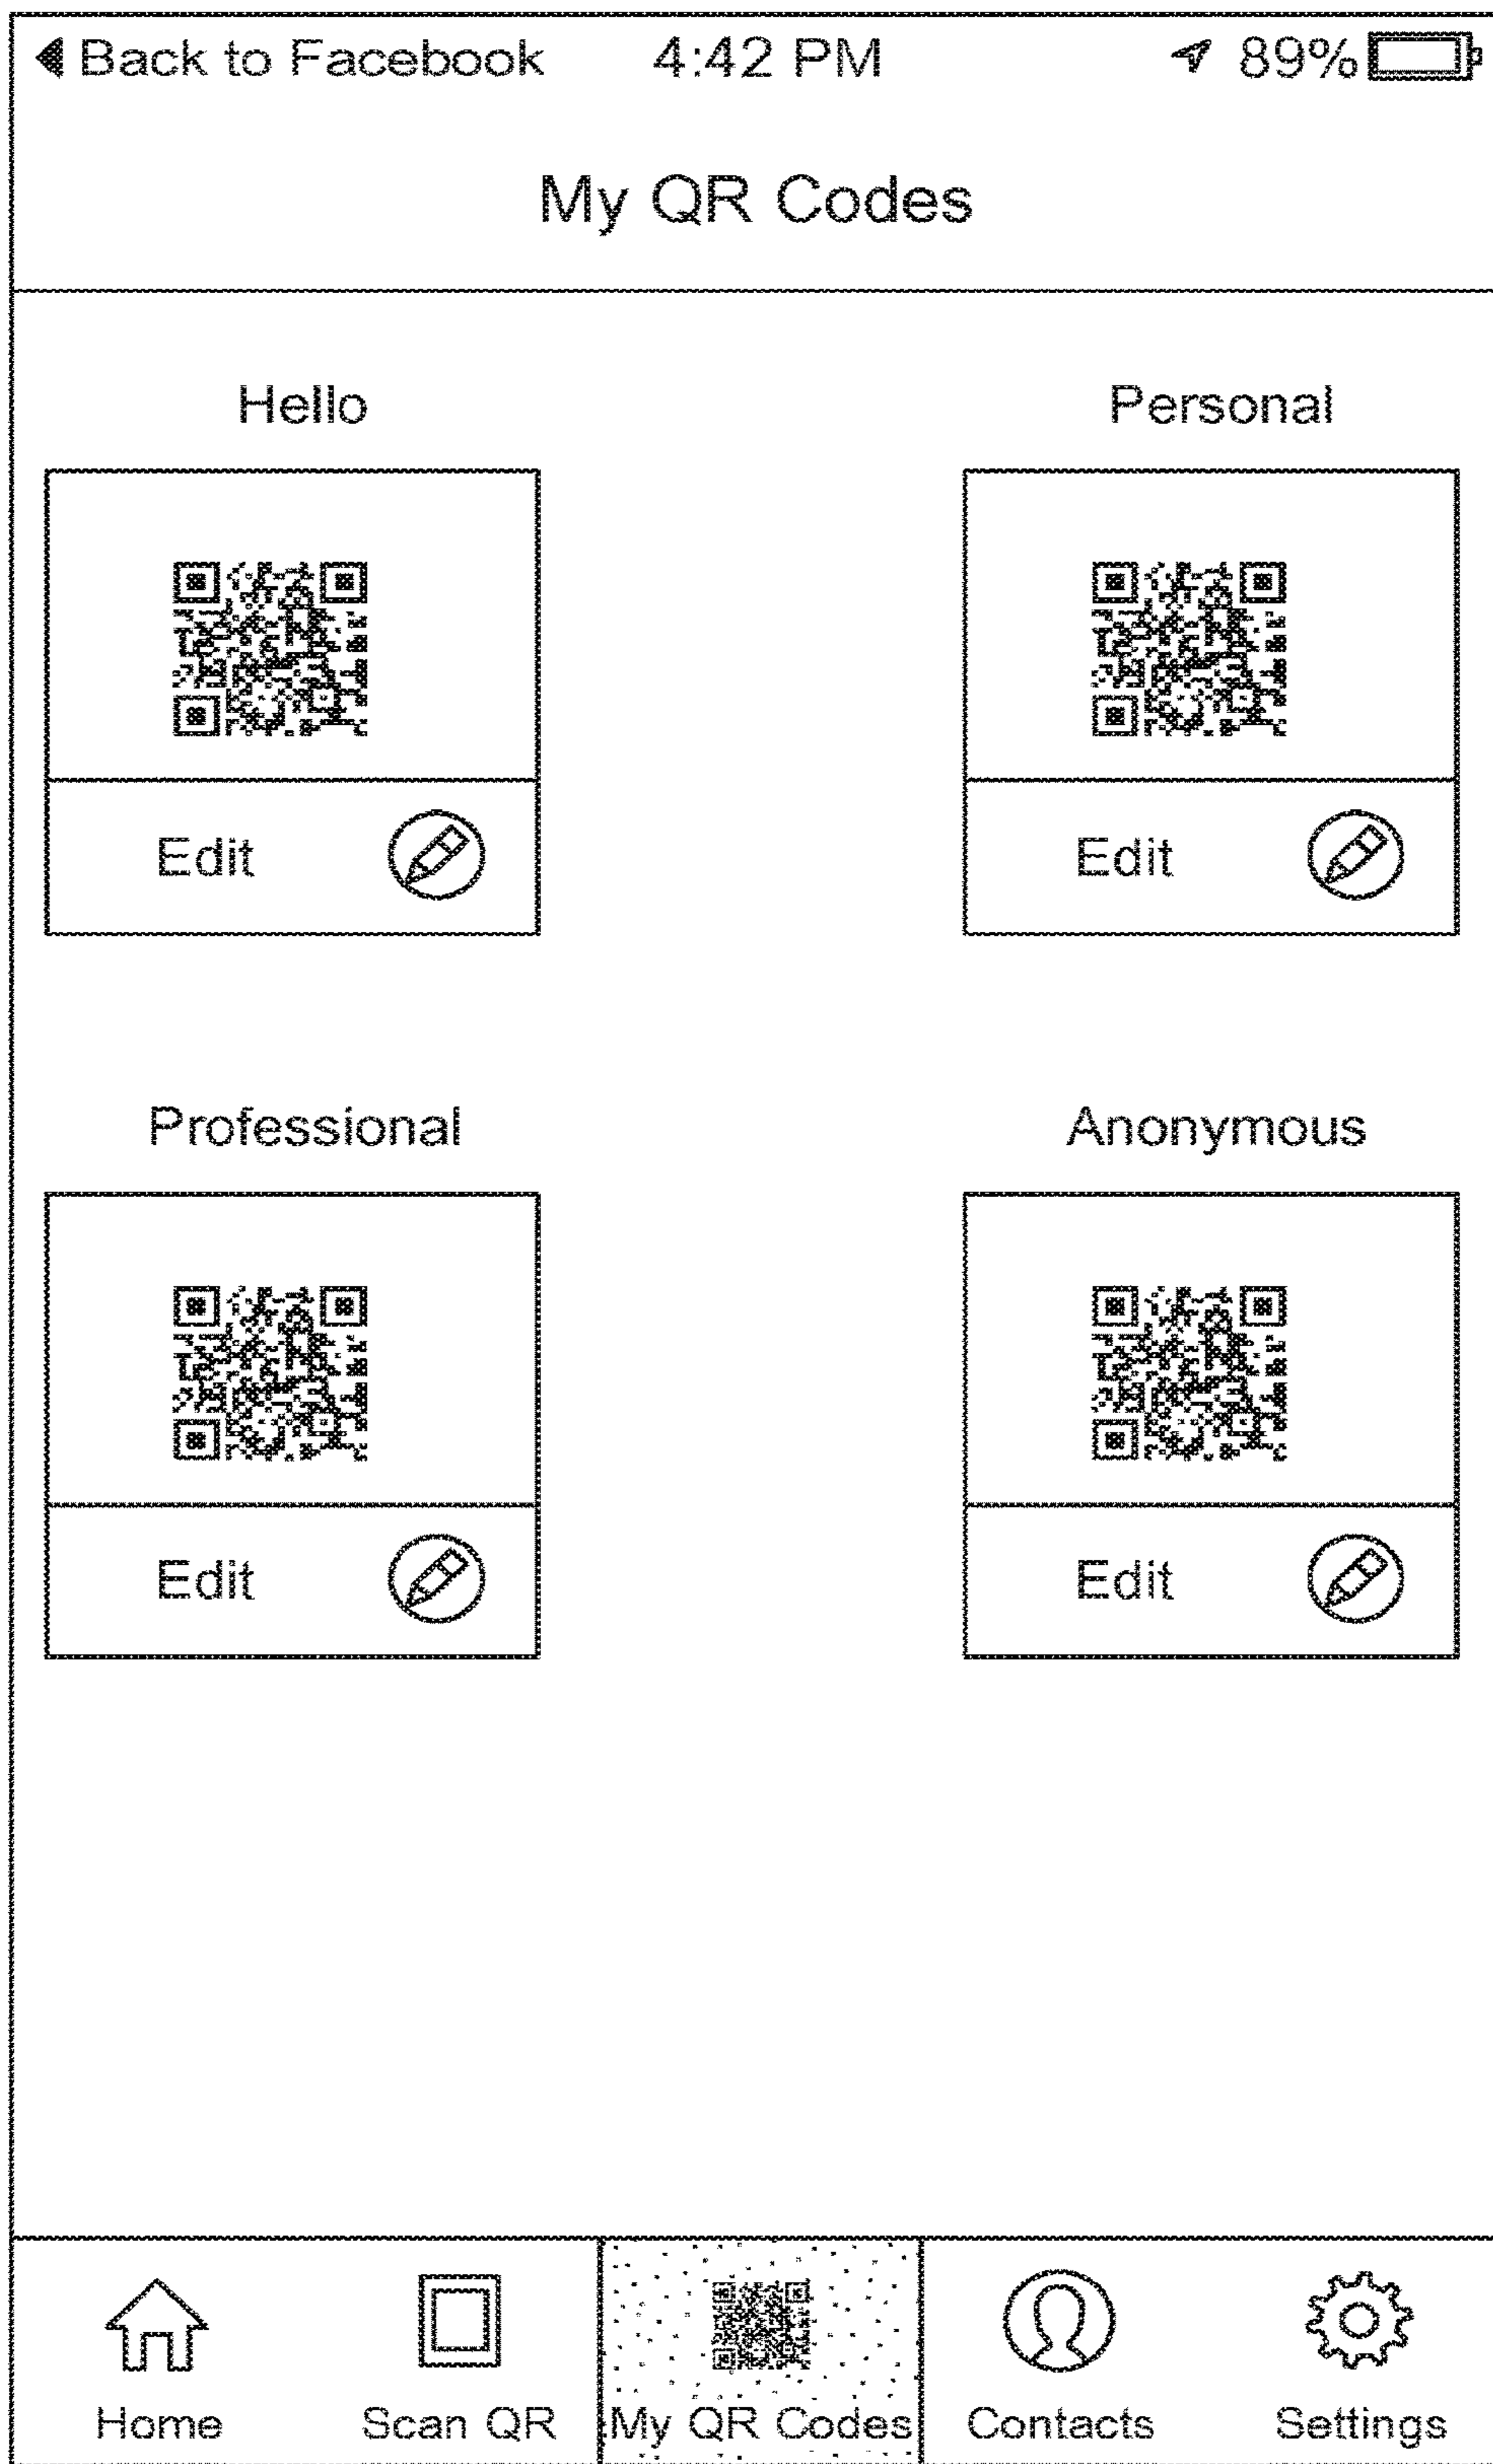 Back to Facebook 4:42 PM 89%
My QR Codes
Hello Personal
Edit Edit
Professional Anonymous
Edit Edit
Home Scan QR My QR Codes Contacts Settings